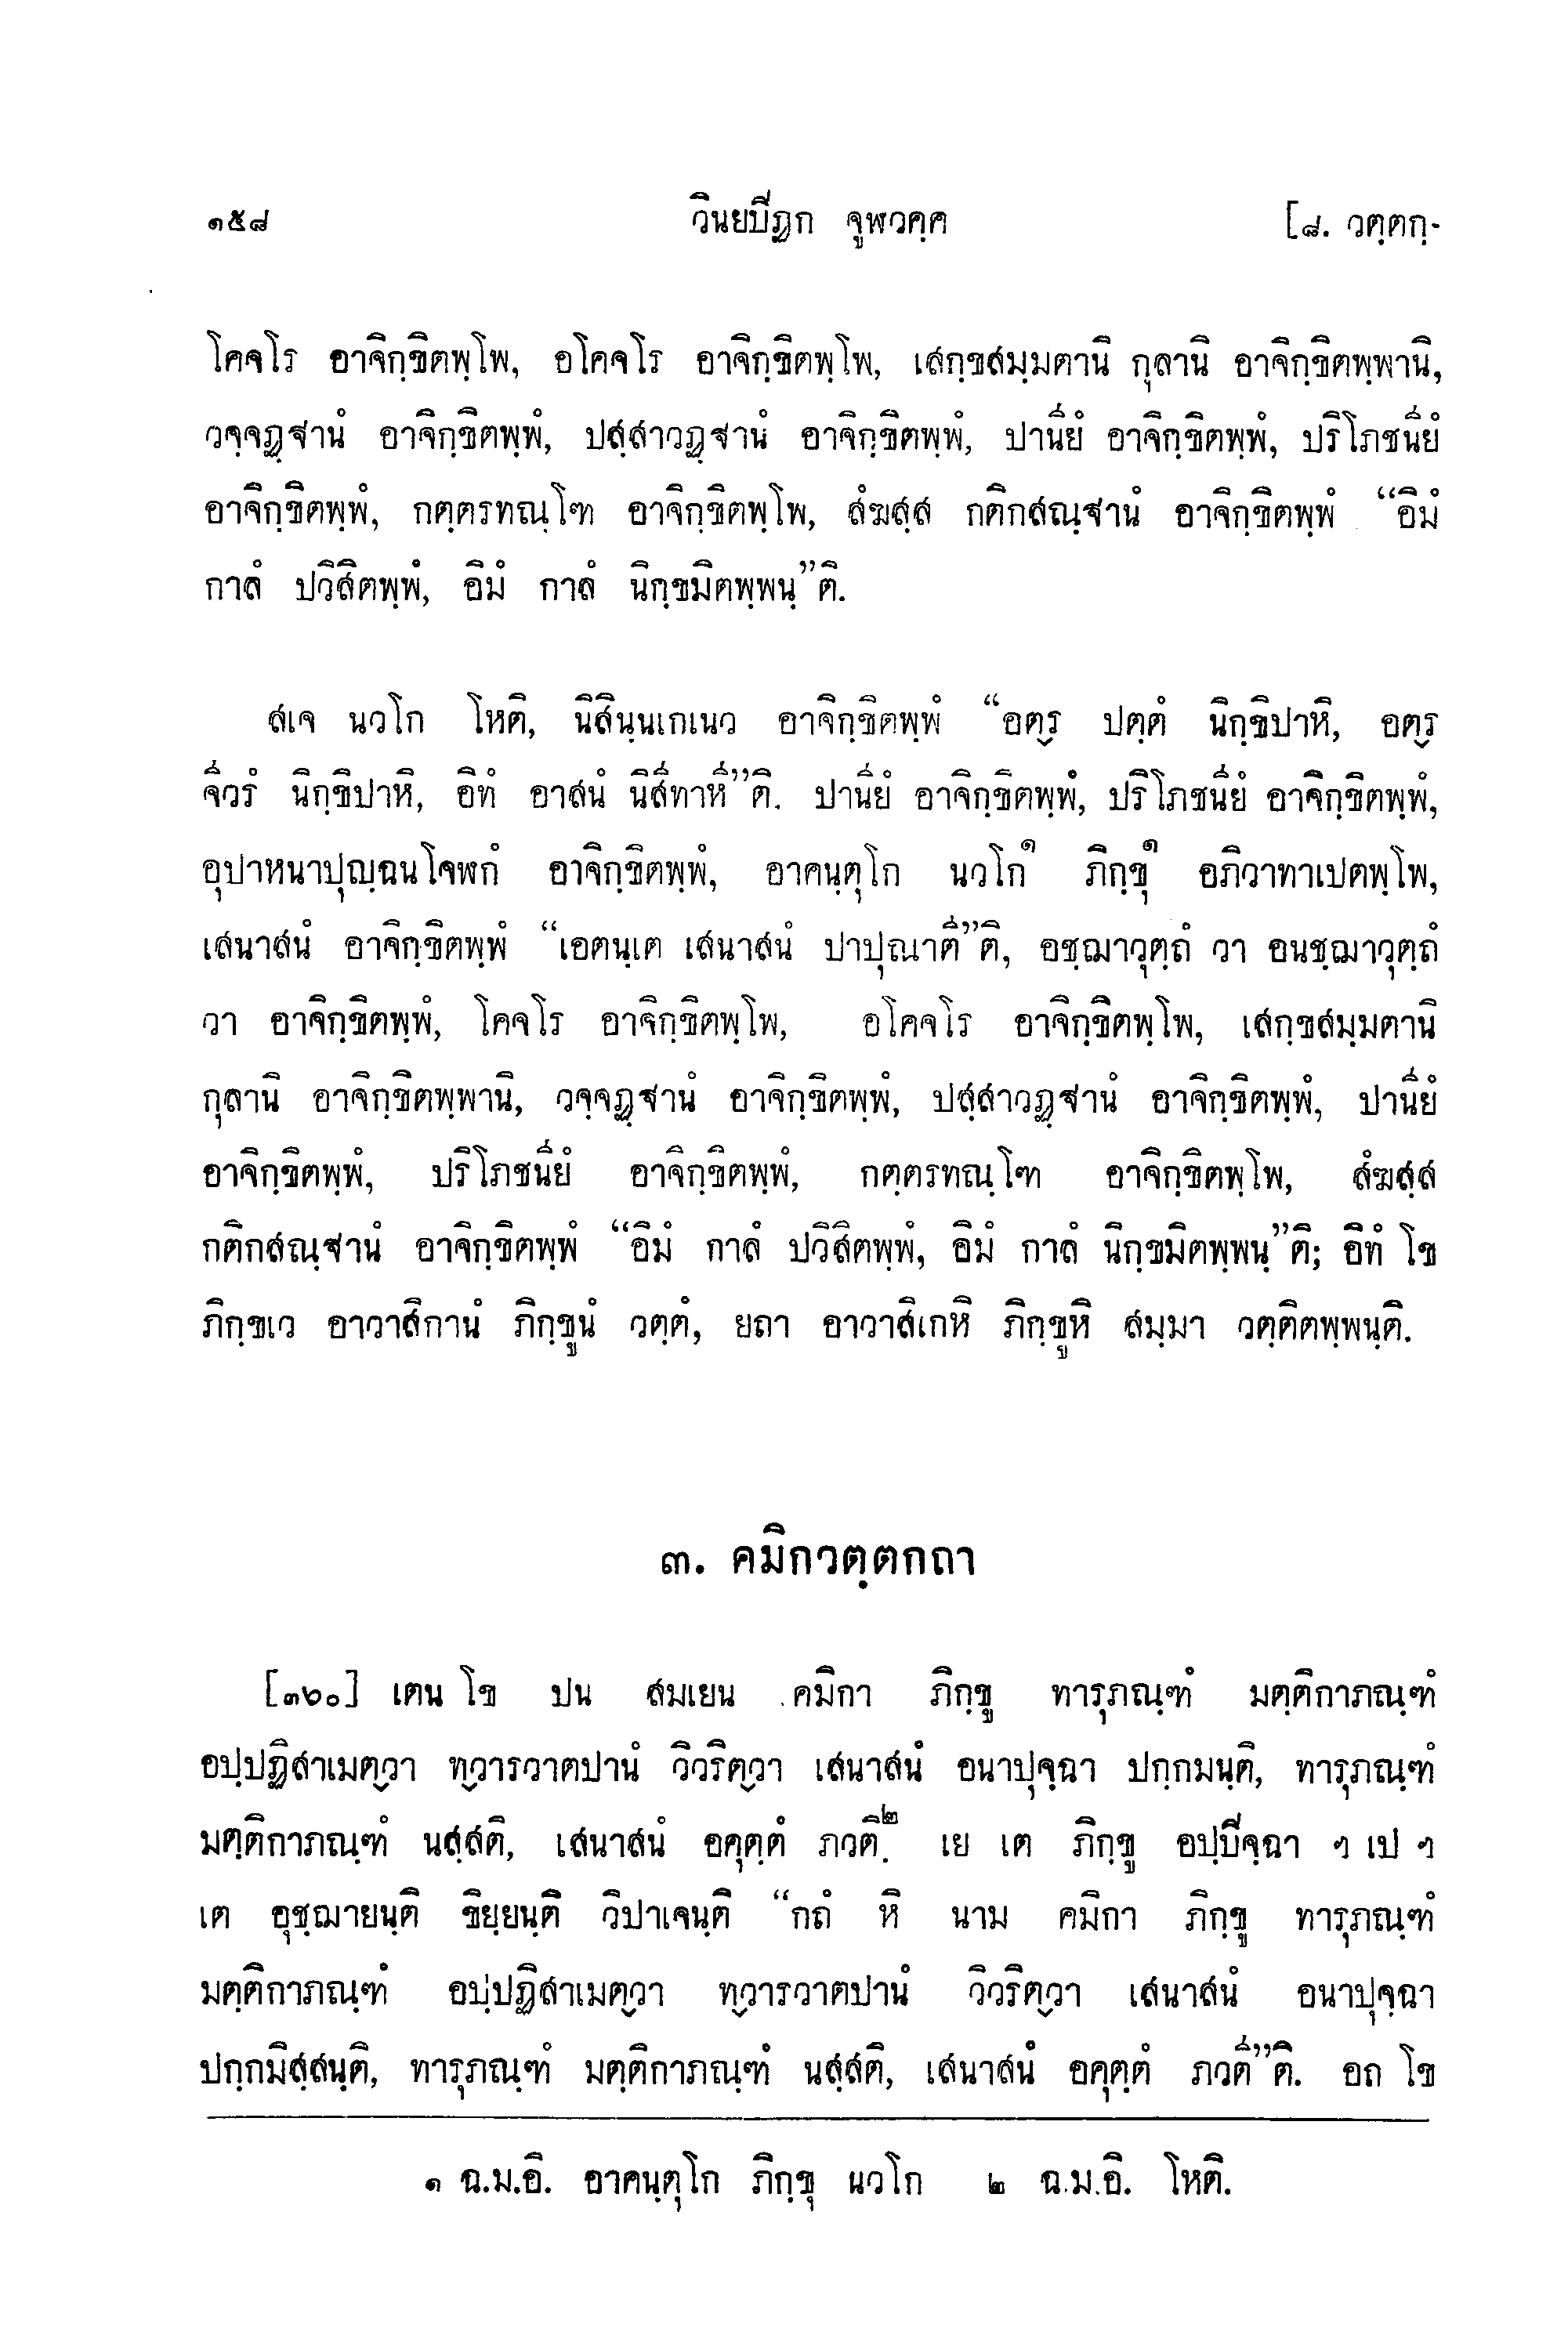 ๑๕๘ วินยปิฏก จูฬวคฺค [๘. วตฺตกฺ-
โคจโร อาจิกฺขิตพฺโพ, อโคจโร อาจิกฺขิตพฺโพ, เสกฺขสมฺมตานิ กุลานิ อาจิกฺขิตพฺพานิ,
วจฺจฏฺฐานํ อาจิกฺขิตพฺพํ, ปสฺสาวฏฺฐานํ อาจิกฺขิตพฺพํ, ปานียํ อาจิกฺขิตพฺพํ, ปริโภชนียํ
อาจิกฺขิตพฺพํ, กตฺตรทณฺโฑ อาจิกฺขิตพฺโพ, สํฆสฺส กติกสณฺฐานํ อาจิกฺขิตพฺพํ “อิมํ
กาลํ ปวิสิตพฺพํ, อิมํ กาลํ นิกฺขมิตพฺพนฺ”ติ.
สเจ นวโก โหติ, นิสินฺนเกเนว อาจิกฺขิตพฺพํ “อตฺร ปตฺตํ นิกฺขิปาหิ, อตฺร
จีวรํ นิกฺขิปาหิ, อิทํ อาสนํ นิสีทาหี”ติ. ปานียํ อาจิกฺขิตพฺพํ, ปริโภชนียํ อาจิกฺขิตพฺพํ,
อุปาหนาปุญฺฉนโจฬกํ อาจิกฺขิตพฺพํ, อาคนฺตุโก นวโก๑ ภิกฺขุ๑ อภิวาทาเปตพฺโพ,
เสนาสนํ อาจิกฺขิตพฺพํ “เอตนฺเต เสนาสนํ ปาปุณาตี”ติ, อชฺฌาวุตฺถํ วา อนชฺฌาวุตฺถํ
วา อาจิกฺขิตพฺพํ, โคจโร อาจิกฺขิตพฺโพ, อโคจโร อาจิกฺขิตพฺโพ, เสกฺขสมฺมตานิ
กุลานิ อาจิกฺขิตพฺพานิ, วจฺจฏฺฐานํ อาจิกฺขิตพฺพํ, ปสฺสาวฏฺฐานํ อาจิกฺขิตพฺพํ, ปานียํ
อาจิกฺขิตพฺพํ, ปริโภชนียํ อาจิกฺขิตพฺพํ, กตฺตรทณฺโฑ อาจิกฺขิตพฺโพ, สํฆสฺส
กติกสณฺฐานํ อาจิกฺขิตพฺพํ “อิมํ กาลํ ปวิสิตพฺพํ, อิมํ กาลํ นิกฺขมิตพฺพนฺ”ติ; อิทํ โข
ภิกฺขเว อาวาสิกานํ ภิกฺขูนํ วตฺตํ, ยถา อาวาสิเกหิ ภิกฺขูหิ สมฺมา วตฺติตพฺพนฺติ.
๓. คมิกวตฺตกถา
[๓๖๐] เตน โข ปน สมเยน คมิกา ภิกฺขู ทารุภณฺฑํ มตฺติกาภณฺฑํ
อปฺปฏิสาเมตฺวา ทฺวารวาตปานํ วิวริตฺวา เสนาสนํ อนาปุจฺฉา ปกฺกมนฺติ, ทารุภณฺฑํ
มตฺติกาภณฺฑํ นสฺสติ, เสนาสนํ อคุตฺตํ ภวติ.๒ เย เต ภิกฺขู อปฺปิจฺฉา ฯ เป ฯ
เต อุชฺฌายนฺติ ขิยฺยนฺติ วิปาเจนฺติ “กถํ หิ นาม คมิกา ภิกฺขู ทารุภณฺฑํ
มตฺติกาภณฺฑํ อปฺปฏิสาเมตฺวา ทฺวารวาตปานํ วิวริตฺวา เสนาสนํ อนาปุจฺฉา
ปกฺกมิสฺสนฺติ, ทารุภณฺฑํ มตฺติกาภณฺฑํ นสฺสติ, เสนาสนํ อคุตฺตํ ภวตี”ติ. อถ โข
๑ ฉ.ม.อิ. อาคนฺตุโก ภิกฺขุ นวโก ๒ ฉ.ม.อิ. โหติ.